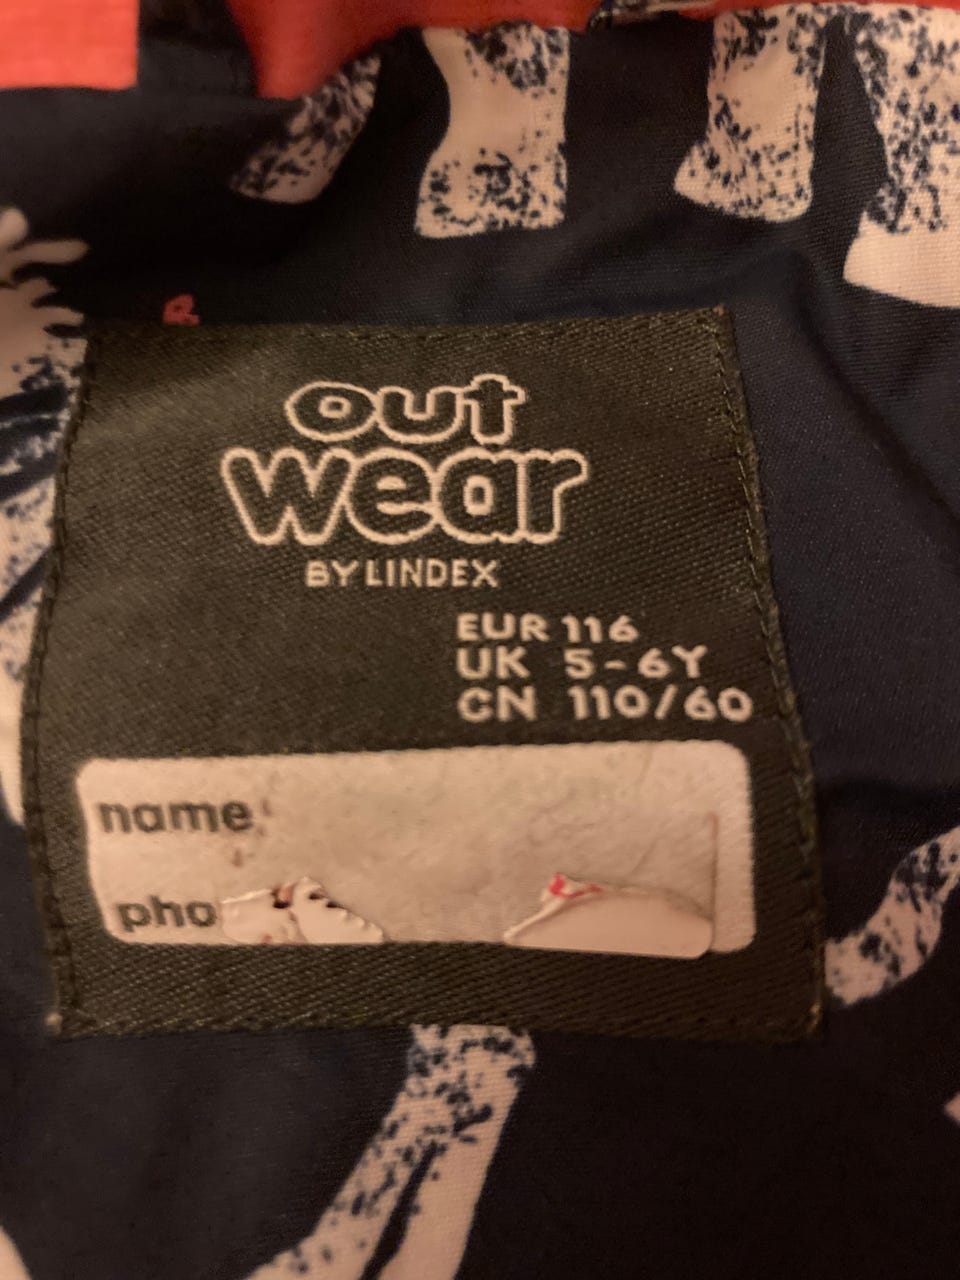 out
wear
BY LINDEX
EUR 116
UK 5-6Y
CN 110/60
name
pho